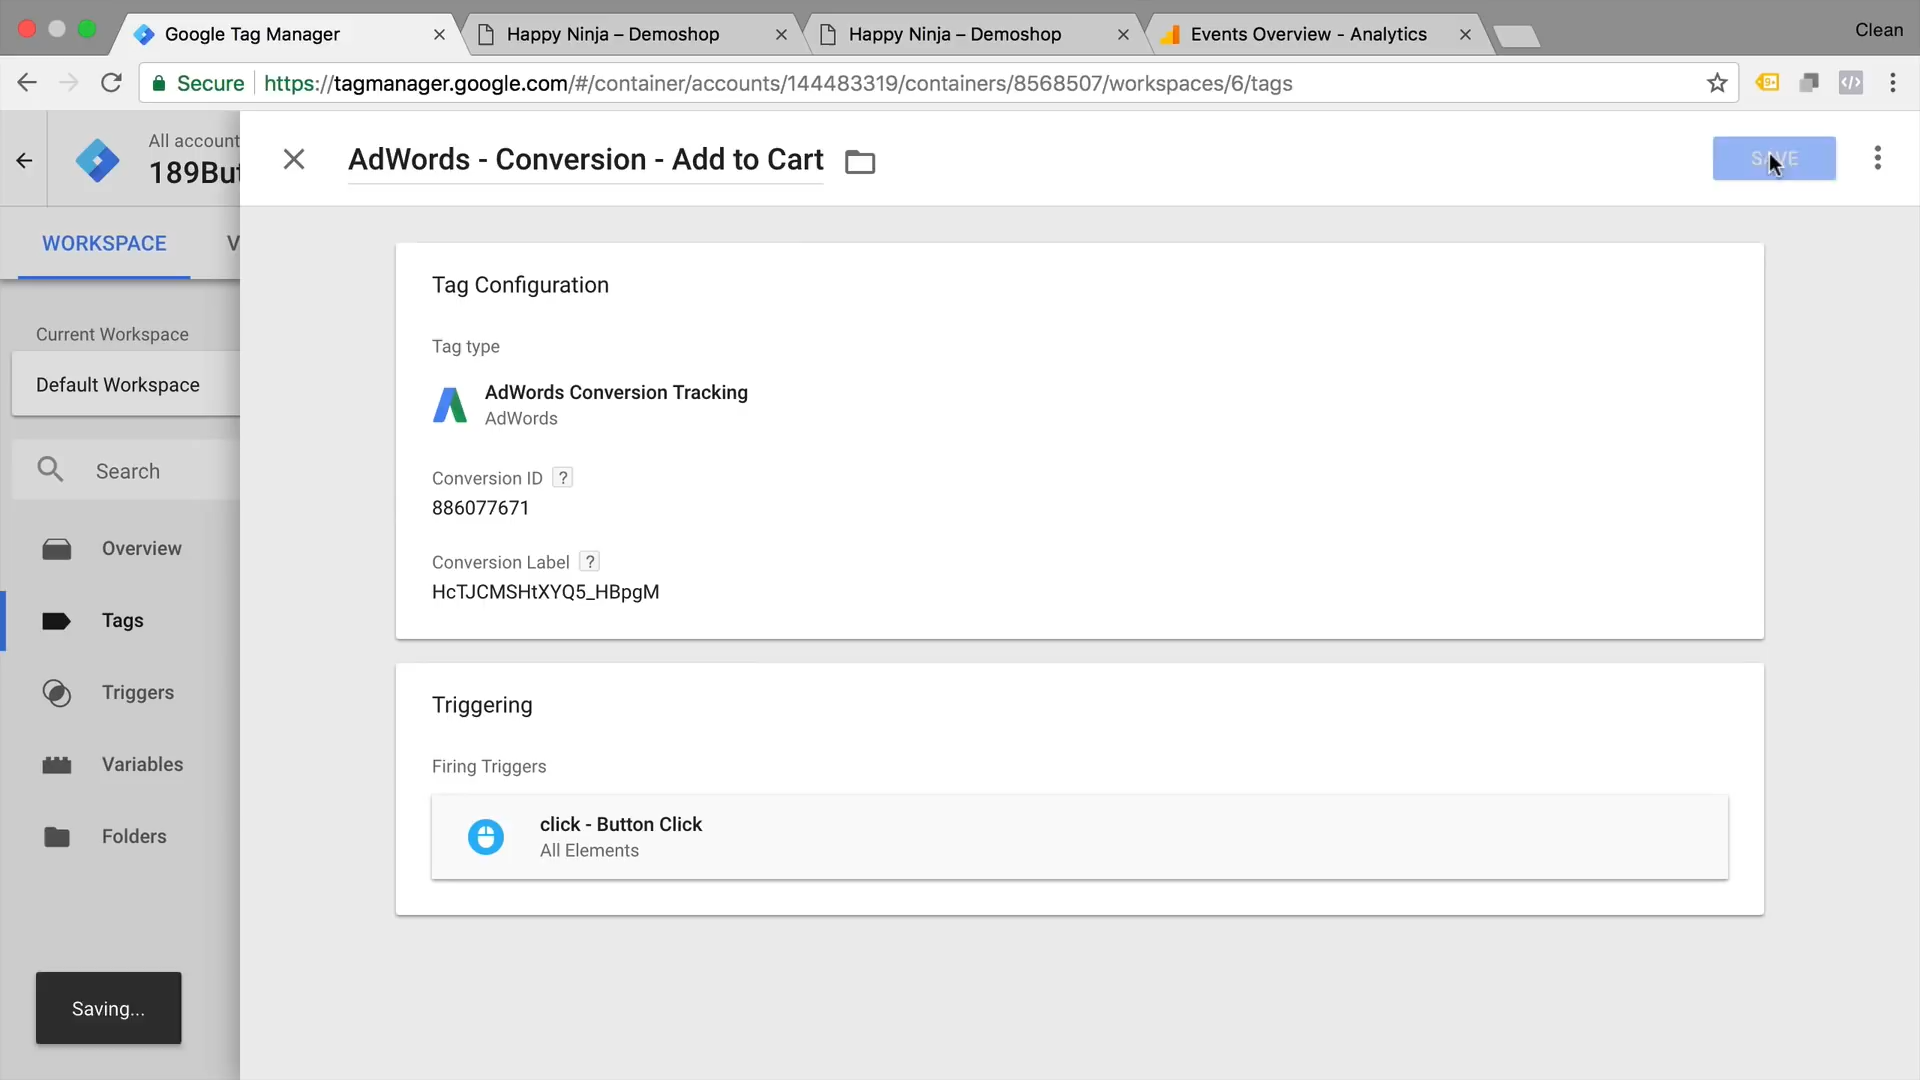 Google Tag Manager
Happy Ninja – Demoshop
Happy Ninja – Demoshop
Events Overview - Analytics
Clean
Secure
https://tagmanager.google.com/#/container/accounts/144483319/containers/8568507/workspaces/6/tags
All account
189But
AdWords - Conversion - Add to Cart
SAVE
WORKSPACE
V
Current Workspace
Default Workspace
Search
Overview
Tags
Triggers
Variables
Folders
Tag Configuration
Tag type
AdWords Conversion Tracking
AdWords
Conversion ID ?
886077671
Conversion Label ?
HcTJCMSHtXYQ5_HBpgM
Triggering
Firing Triggers
click - Button Click
All Elements
Saving...